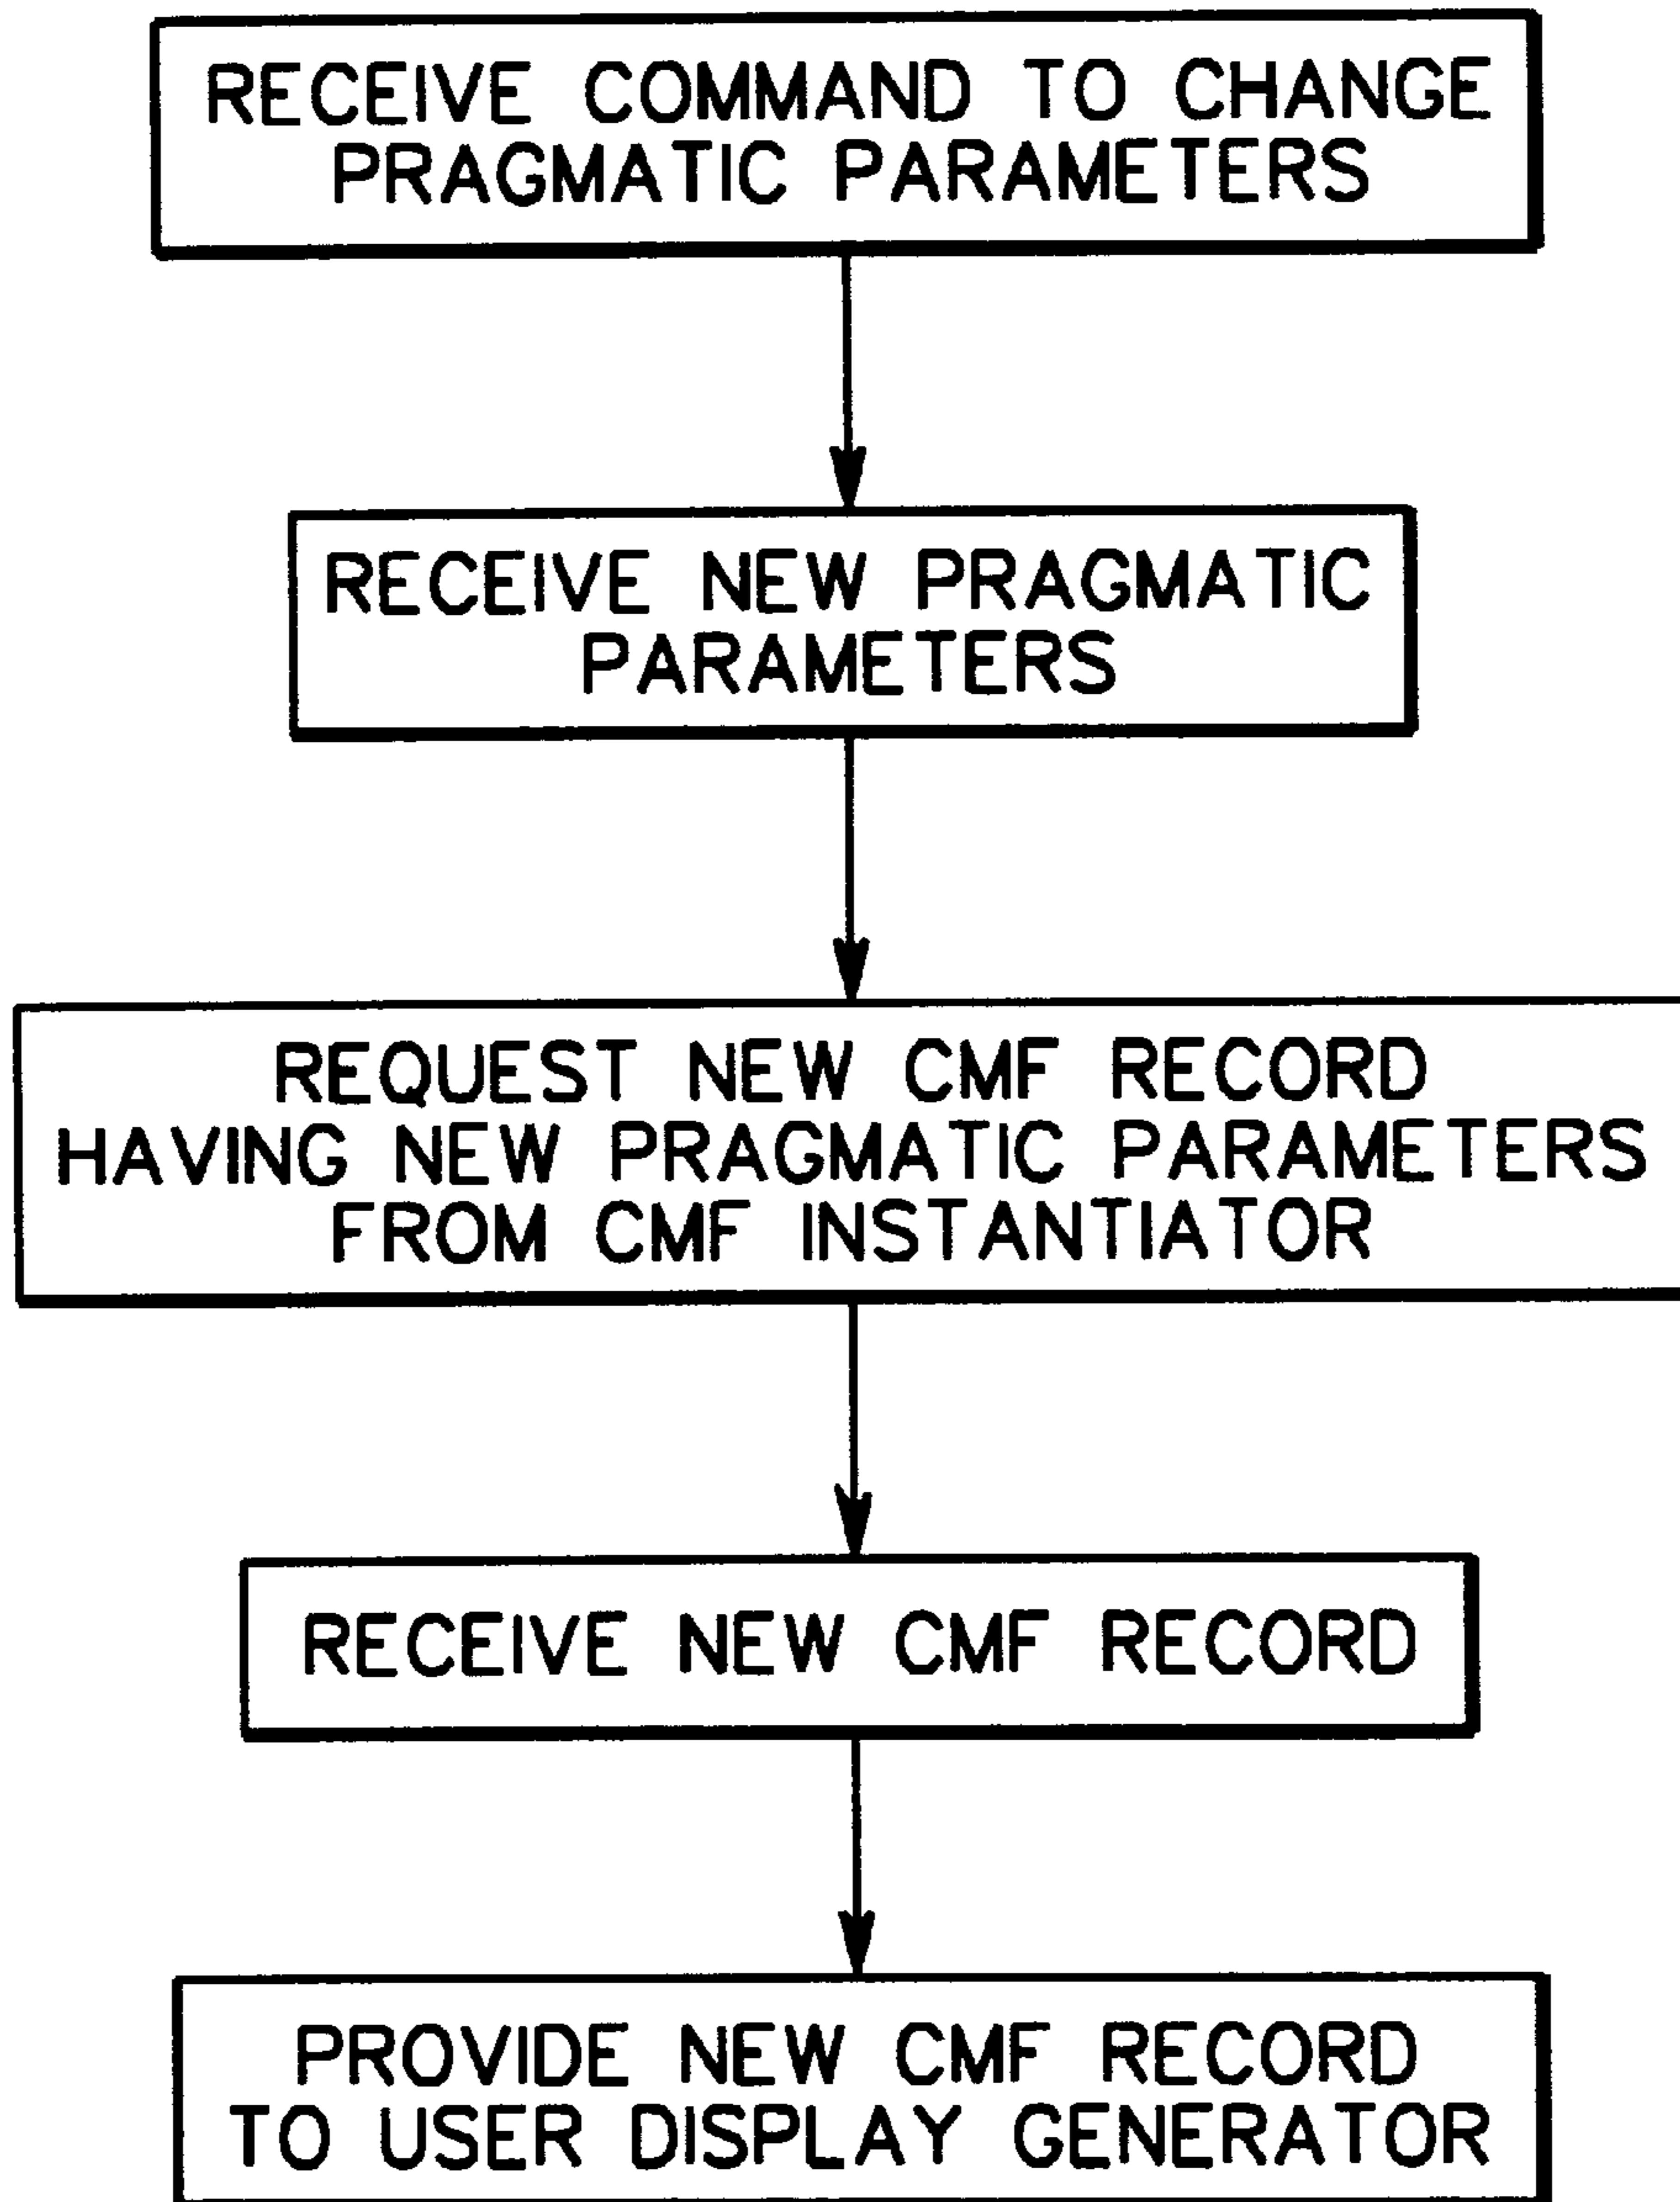 RECEIVE COMMAND TO CHANGE
PRAGMATIC PARAMETERS
RECEIVE NEW PRAGMATIC
PARAMETERS
REQUEST NEW CMF RECORD
HAVING NEW PRAGMATIC PARAMETERS
FROM CMF INSTANTIATOR
RECEIVE NEW CMF RECORD
PROVIDE NEW CMF RECORD
TO USER DISPLAY GENERATOR